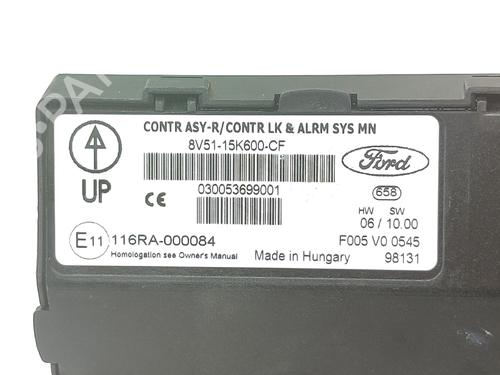 CONTR ASY-R/CONTR LK & ALRM SYS MN
8V51-15K600-CF
Ford
UP
CE
030053699001
658
HW SW
06 / 10.00
E11 116RA-000084
F005 V0 0545
Homologation see Owner's Manual
Made in Hungary
98131